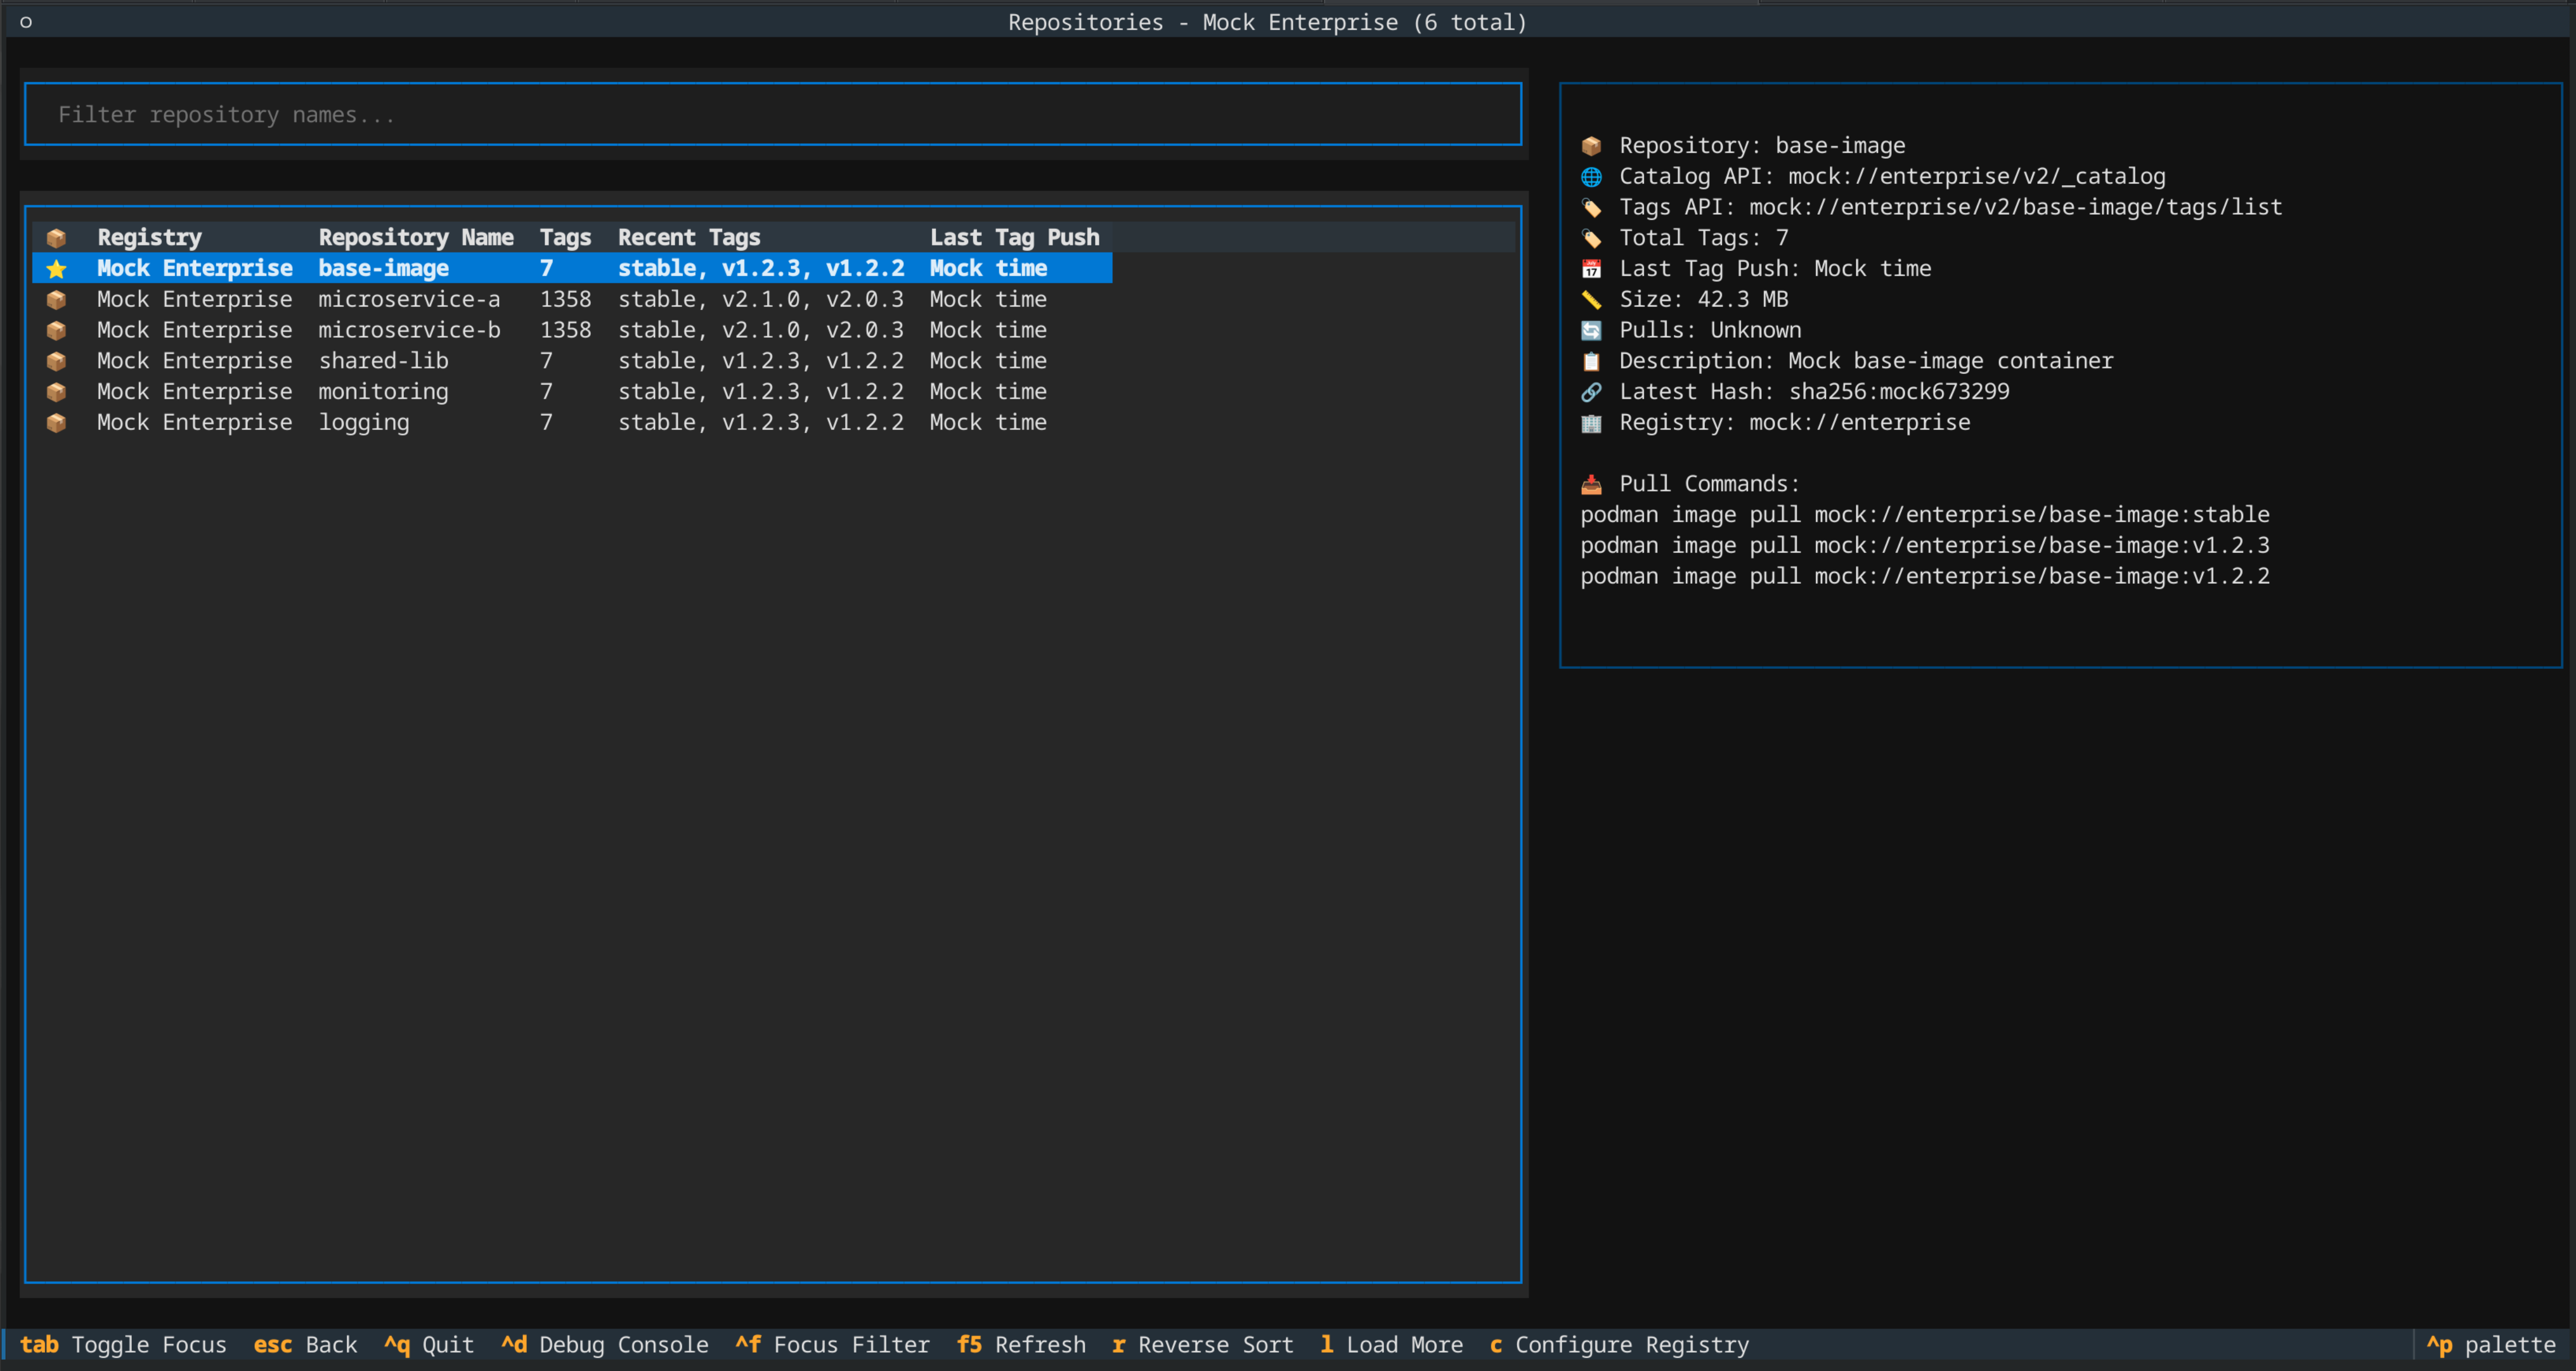 Repositories - Mock Enterprise (6 total)
Filter repository names...
Registry Repository Name Tags Recent Tags Last Tag Push
Mock Enterprise base-image 7 stable, v1.2.3, v1.2.2 Mock time
Mock Enterprise microservice-a 1358 stable, v2.1.0, v2.0.3 Mock time
Mock Enterprise microservice-b 1358 stable, v2.1.0, v2.0.3 Mock time
Mock Enterprise shared-lib 7 stable, v1.2.3, v1.2.2 Mock time
Mock Enterprise monitoring 7 stable, v1.2.3, v1.2.2 Mock time
Mock Enterprise logging 7 stable, v1.2.3, v1.2.2 Mock time
Repository: base-image
Catalog API: mock://enterprise/v2/_catalog
Tags API: mock://enterprise/v2/base-image/tags/list
Total Tags: 7
Last Tag Push: Mock time
Size: 42.3 MB
Pulls: Unknown
Description: Mock base-image container
Latest Hash: sha256:mock673299
Registry: mock://enterprise
Pull Commands:
podman image pull mock://enterprise/base-image:stable
podman image pull mock://enterprise/base-image:v1.2.3
podman image pull mock://enterprise/base-image:v1.2.2
tab Toggle Focus esc Back ^q Quit ^d Debug Console ^f Focus Filter f5 Refresh r Reverse Sort l Load More c Configure Registry ^p palette